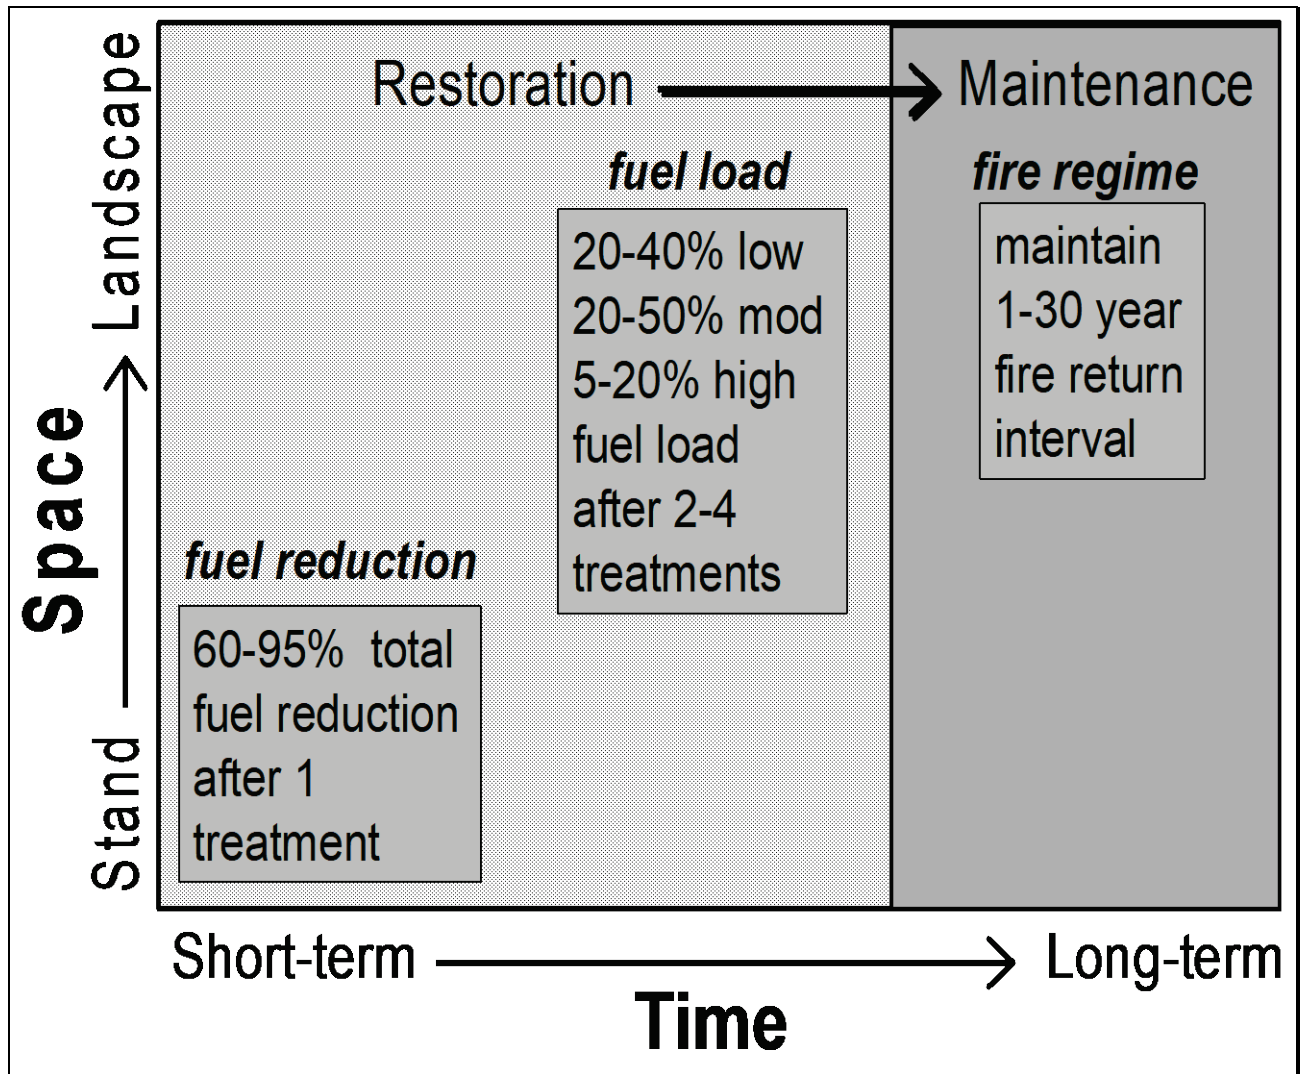 Restoration
Maintenance
fuel load
20-40% low
20-50% mod
5-20% high
fuel load
after 2-4
treatments
fire regime
maintain
1-30 year
fire return
interval
fuel reduction
60-95% total
fuel reduction
after 1
treatment
Landscape
Space
Stand
Short-term
Long-term
Time